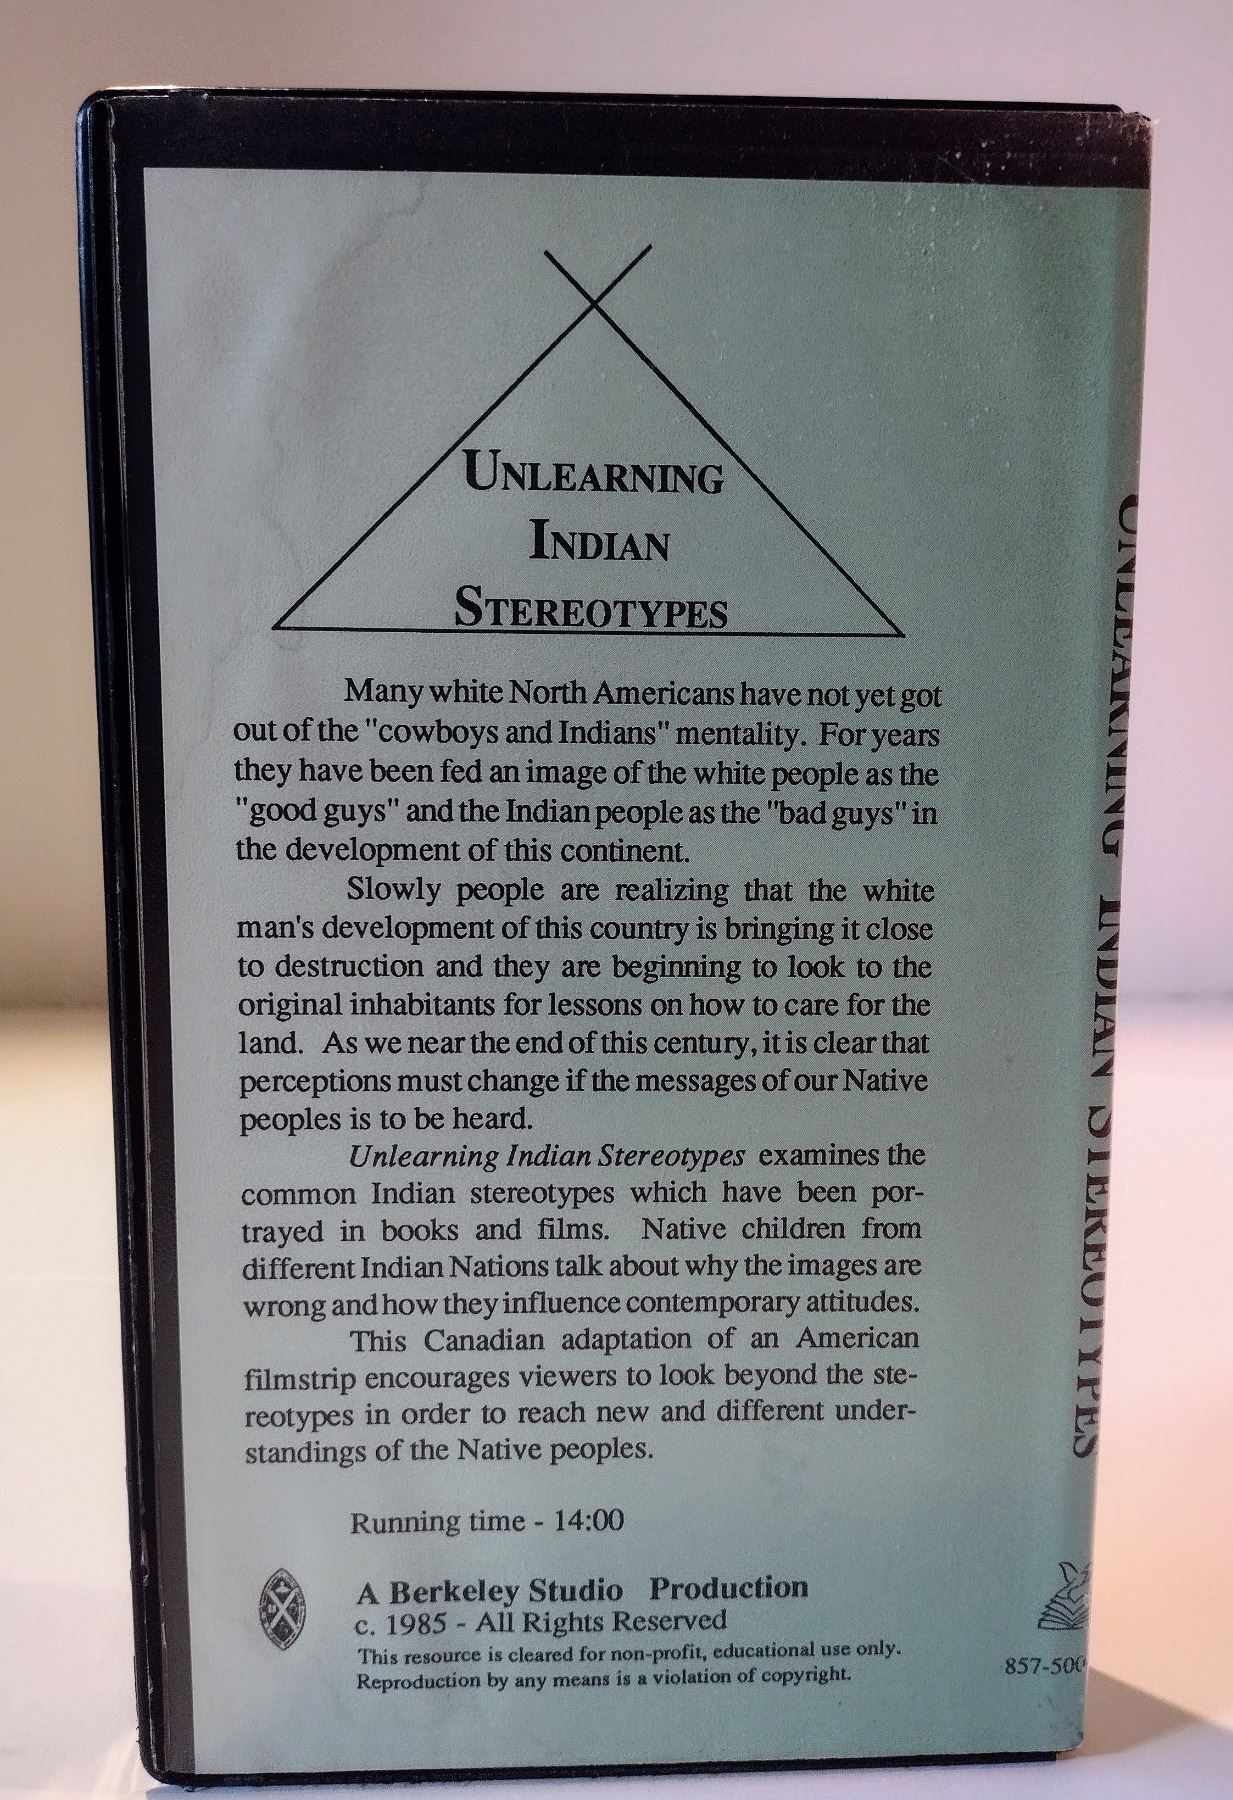 UNLEARNING
INDIAN
STEREOTYPES
Many white North Americans have not yet got
out of the "cowboys and Indians" mentality. For years
they have been fed an image of the white people as the
"good guys" and the Indian people as the "bad guys" in
the development of this continent.
Slowly people are realizing that the white
man's development of this country is bringing it close
to destruction and they are beginning to look to the
original inhabitants for lessons on how to care for the
land. As we near the end of this century, it is clear that
perceptions must change if the messages of our Native
peoples is to be heard.
Unlearning Indian Stereotypes examines the
common Indian stereotypes which have been por-
trayed in books and films. Native children from
different Indian Nations talk about why the images are
wrong and how they influence contemporary attitudes.
This Canadian adaptation of an American
filmstrip encourages viewers to look beyond the ste-
reotypes in order to reach new and different under-
standings of the Native peoples.
Running time - 14:00
A Berkeley Studio Production
c. 1985 - All Rights Reserved
This resource is cleared for non-profit, educational use only.
Reproduction by any means is a violation of copyright.
857-500
UNLEARNING INDIAN STEREOTYPES